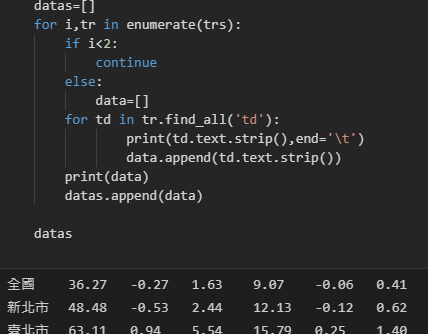 datas=[]
for i,tr in enumerate(trs):
    if i<2:
        continue
    else:
        data=[]
    for td in tr.find_all('td'):
            print(td.text.strip(),end='\t')
            data.append(td.text.strip())
    print(data)
    datas.append(data)

datas
全國 36.27 -0.27 1.63 9.07 -0.06 0.41
新北市 48.48 -0.53 2.44 12.13 -0.12 0.62
臺北市 63.11 0.94 5.54 15.79 0.25 1.40